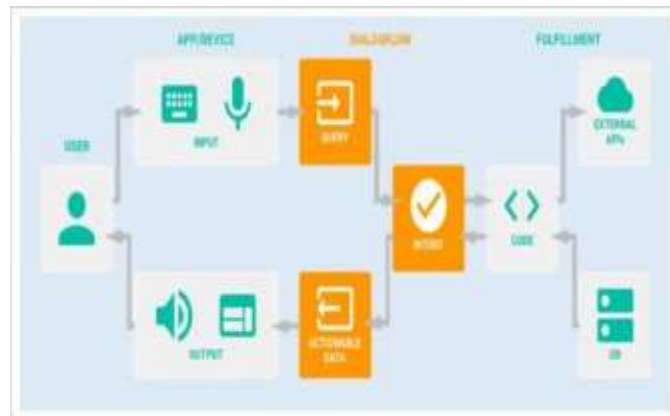 APP/DEVICE
DIALOGFLOW
FULFILLMENT
USER
INPUT
QUERY
EXTERNAL
APIs
INTENT
CODE
OUTPUT
ACTIONABLE
DATA
DB